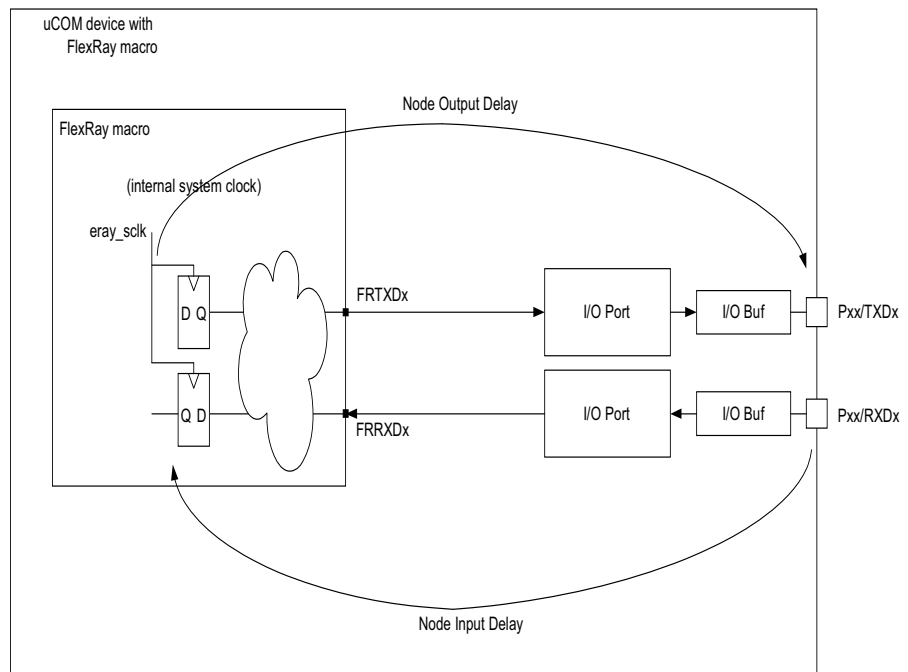 uCOM device with
FlexRay macro
Node Output Delay
FlexRay macro
(internal system clock)
eray_sclk
D Q
FRTXDx
I/O Port
I/O Buf
Pxx/TXDx
Q D
FRRXDx
I/O Port
I/O Buf
Pxx/RXDx
Node Input Delay